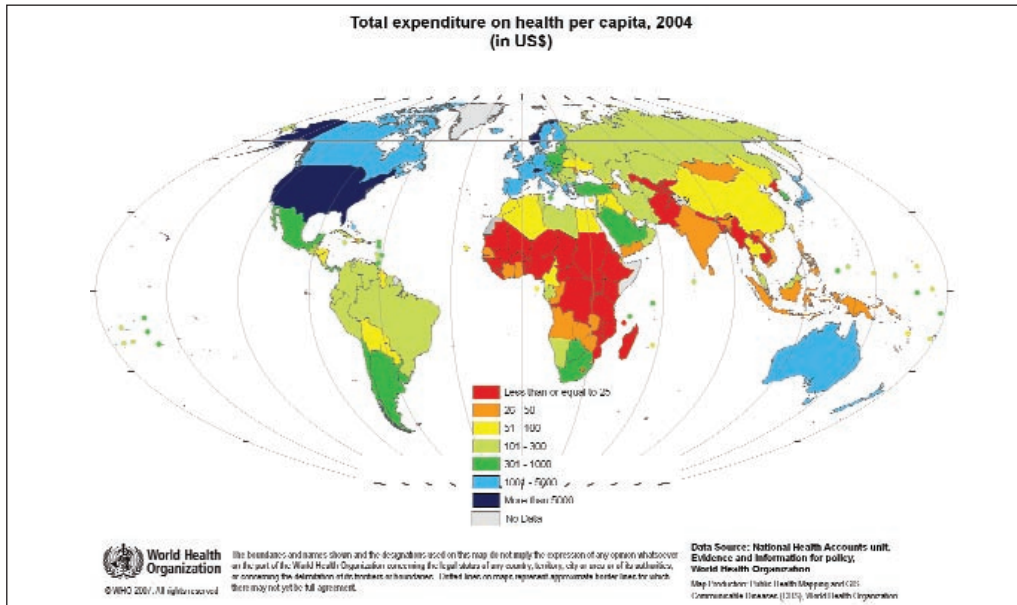 Total expenditure on health per capita, 2004
(in US$)
Less than or equal to 25
26 - 50
51 - 100
101 - 300
301 - 1000
1001 - 5000
More than 5000
No Data
World Health
Organization
© WHO 2007. All rights reserved
The boundaries and names shown and the designations used on this map do not imply the expression of any opinion whatsoever
on the part of the World Health Organization concerning the legal status of any country, territory, city or area or of its authorities,
or concerning the delimitation of its frontiers or boundaries. Dotted lines on maps represent approximate border lines for which
there may not yet be full agreement.
Data Source: National Health Accounts unit,
Evidence and Information for policy,
World Health Organization
Map Production: Public Health Mapping and GIS
Communicable Diseases (CDS), World Health Organization